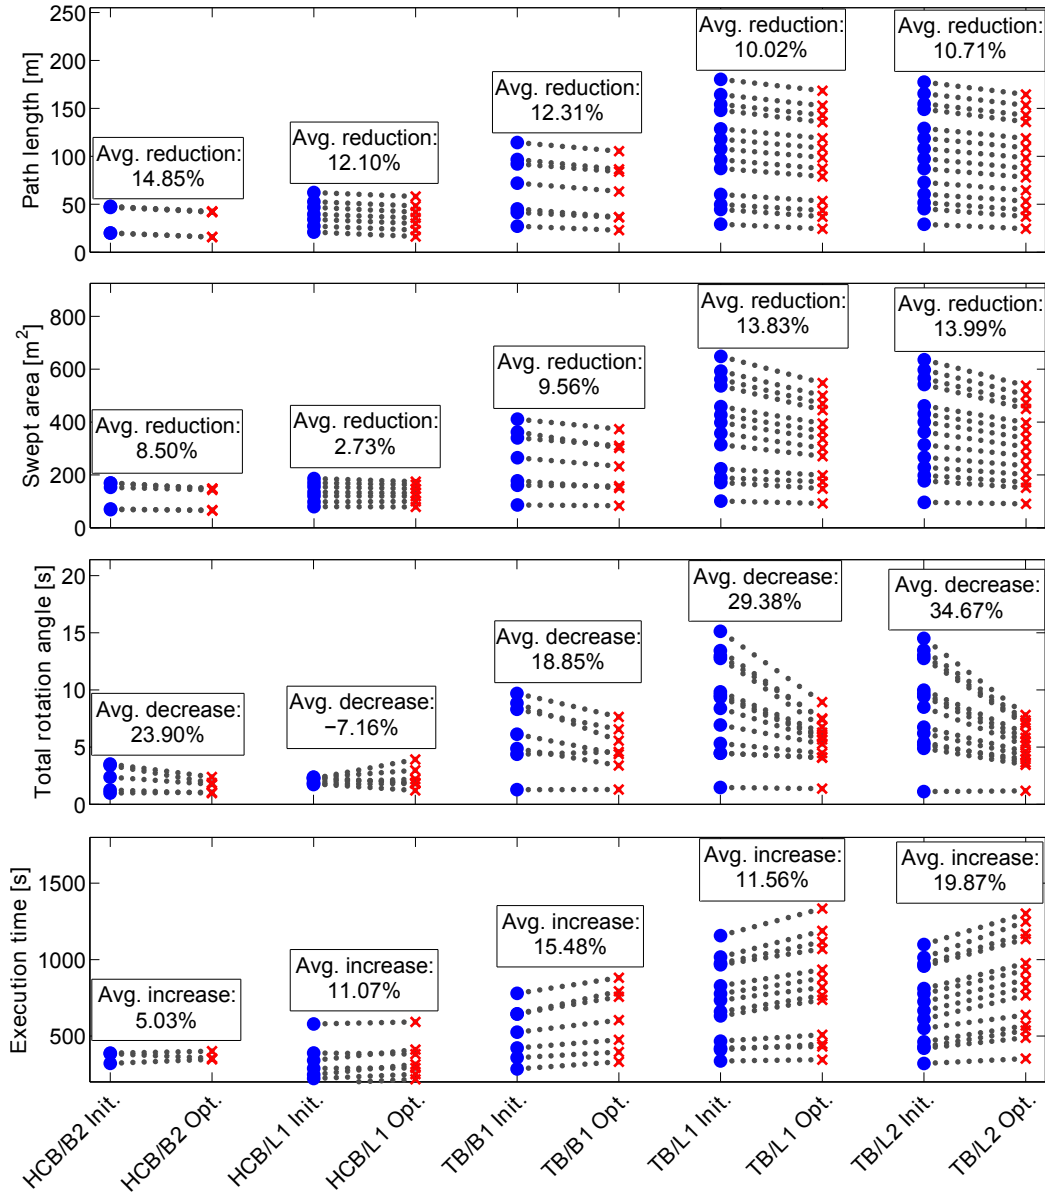 Path length [m]
250
200
150
100
50
0
Avg. reduction:
14.85%
Avg. reduction:
12.10%
Avg. reduction:
12.31%
Avg. reduction:
10.02%
Avg. reduction:
10.71%
Swept area [m²]
800
600
400
200
0
Avg. reduction:
8.50%
Avg. reduction:
2.73%
Avg. reduction:
9.56%
Avg. reduction:
13.83%
Avg. reduction:
13.99%
Total rotation angle [s]
20
15
10
5
0
Avg. decrease:
23.90%
Avg. decrease:
−7.16%
Avg. decrease:
18.85%
Avg. decrease:
29.38%
Avg. decrease:
34.67%
Execution time [s]
1500
1000
500
Avg. increase:
5.03%
Avg. increase:
11.07%
Avg. increase:
15.48%
Avg. increase:
11.56%
Avg. increase:
19.87%
HCB/B2 Init.
HCB/B2 Opt.
HCB/L1 Init.
HCB/L1 Opt.
TB/B1 Init.
TB/B1 Opt.
TB/L1 Init.
TB/L1 Opt.
TB/L2 Init.
TB/L2 Opt.